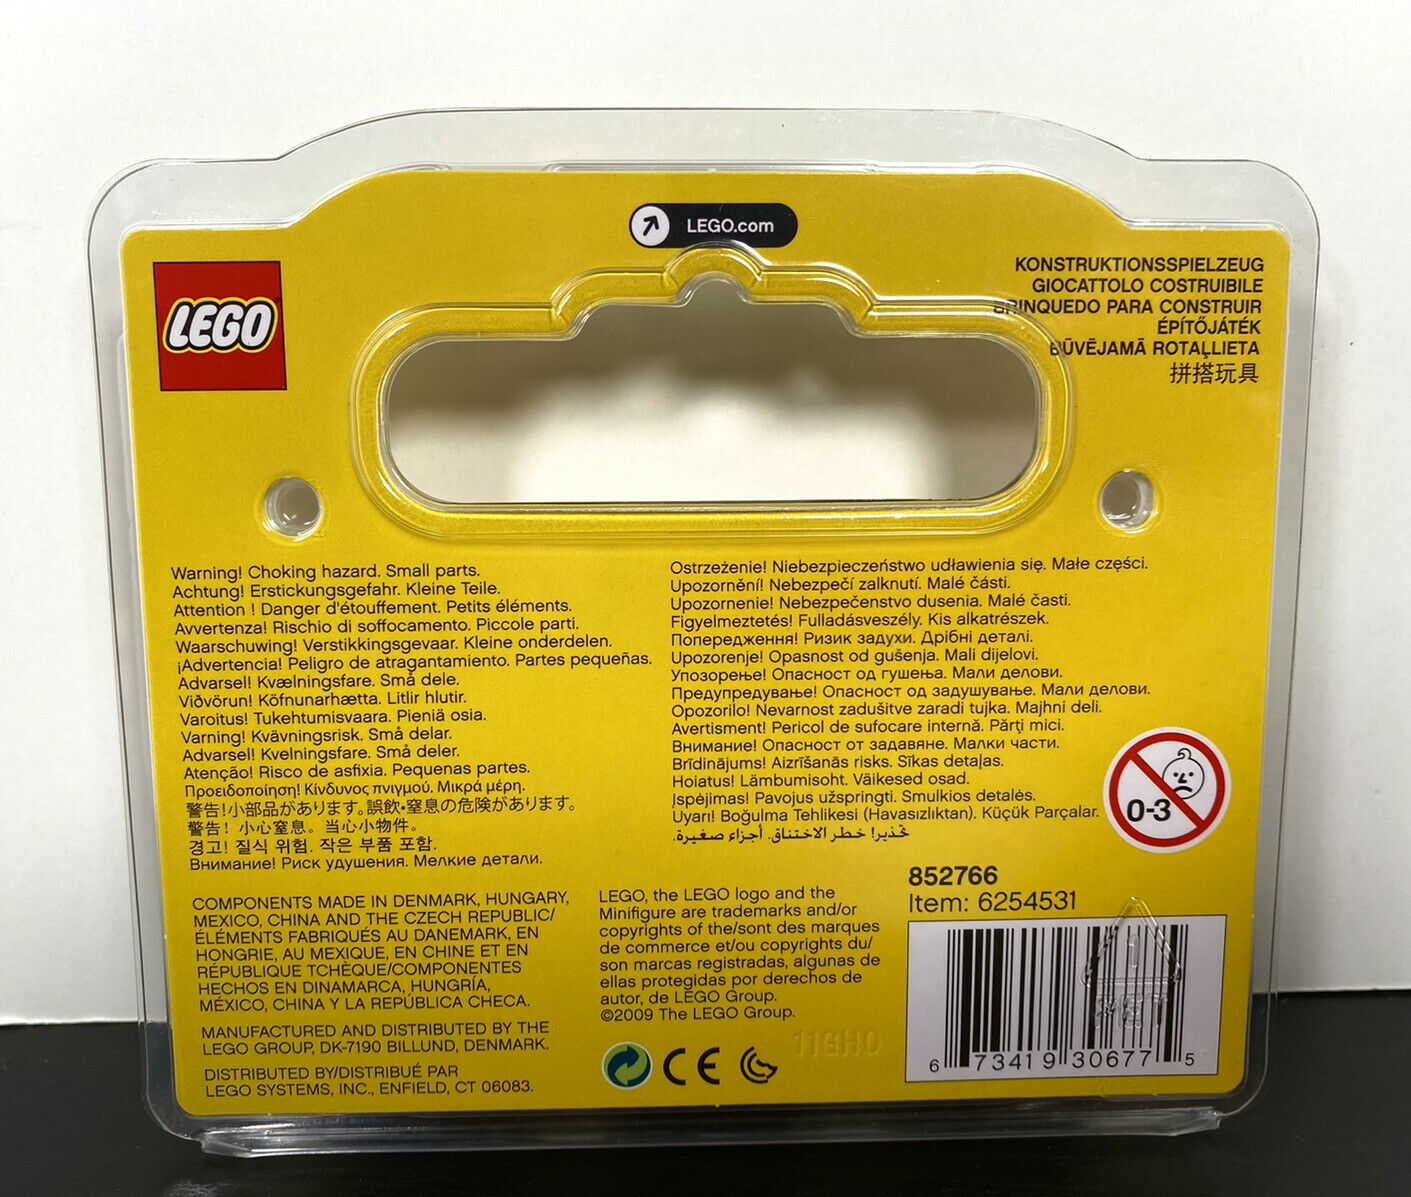 LEGO.com
LEGO
KONSTRUKTIONSSPIELZEUG
GIOCATTOLO COSTRUIBILE
BRINQUEDO PARA CONSTRUIR
ÉPÍTŐJÁTÉK
BŪVĒJAMĀ ROTAĻLIETA
拼搭玩具
Warning! Choking hazard. Small parts.
Achtung! Erstickungsgefahr. Kleine Teile.
Attention ! Danger d'étouffement. Petits éléments.
Avvertenza! Rischio di soffocamento. Piccole parti.
Waarschuwing! Verstikkingsgevaar. Kleine onderdelen.
¡Advertencia! Peligro de atragantamiento. Partes pequeñas.
Advarsel! Kvælningsfare. Små dele.
Viðvörun! Köfnunarhætta. Litlir hlutir.
Varoitus! Tukehtumisvaara. Pieniä osia.
Varning! Kvävningsrisk. Små delar.
Advarsel! Kvelningsfare. Små deler.
Atenção! Risco de asfixia. Pequenas partes.
Προειδοποίηση! Κίνδυνος πνιγμού. Μικρά μέρη.
警告!小部品があります。誤飲・窒息の危険があります。
警告！小心窒息。当心小物件。
경고! 질식 위험. 작은 부품 포함.
Внимание! Риск удушения. Мелкие детали.
Ostrzeżenie! Niebezpieczeństwo udławienia się. Małe części.
Upozornění! Nebezpečí zalknutí. Malé části.
Upozornenie! Nebezpečenstvo dusenia. Malé časti.
Figyelmeztetés! Fulladásveszély. Kis alkatrészek.
Попередження! Ризик задухи. Дрібні деталі.
Upozorenje! Opasnost od gušenja. Mali dijelovi.
Упозорење! Опасност од гушења. Мали делови.
Предупредување! Опасност од задушување. Мали делови.
Opozorilo! Nevarnost zadušitve zaradi tujka. Majhni deli.
Avertisment! Pericol de sufocare internă. Părţi mici.
Внимание! Опасност от задавяне. Малки части.
Brīdinājums! Aizrīšanās risks. Sīkas detaļas.
Hoiatus! Lämbumisoht. Väikesed osad.
Įspėjimas! Pavojus užspringti. Smulkios detalės.
Uyarı! Boğulma Tehlikesi (Havasızlıktan). Küçük Parçalar.
تحذير! خطر الاختناق. أجزاء صغيرة.
0-3
COMPONENTS MADE IN DENMARK, HUNGARY,
MEXICO, CHINA AND THE CZECH REPUBLIC/
ÉLÉMENTS FABRIQUÉS AU DANEMARK, EN
HONGRIE, AU MEXIQUE, EN CHINE ET EN
RÉPUBLIQUE TCHÈQUE/COMPONENTES
HECHOS EN DINAMARCA, HUNGRÍA,
MÉXICO, CHINA Y LA REPÚBLICA CHECA.
MANUFACTURED AND DISTRIBUTED BY THE
LEGO GROUP, DK-7190 BILLUND, DENMARK.
DISTRIBUTED BY/DISTRIBUÉ PAR
LEGO SYSTEMS, INC., ENFIELD, CT 06083.
LEGO, the LEGO logo and the
Minifigure are trademarks and/or
copyrights of the/sont des marques
de commerce et/ou copyrights du/
son marcas registradas, algunas de
ellas protegidas por derechos de
autor, de LEGO Group.
©2009 The LEGO Group.
11GH0
CE
852766
Item: 6254531
6 73419 30677 5